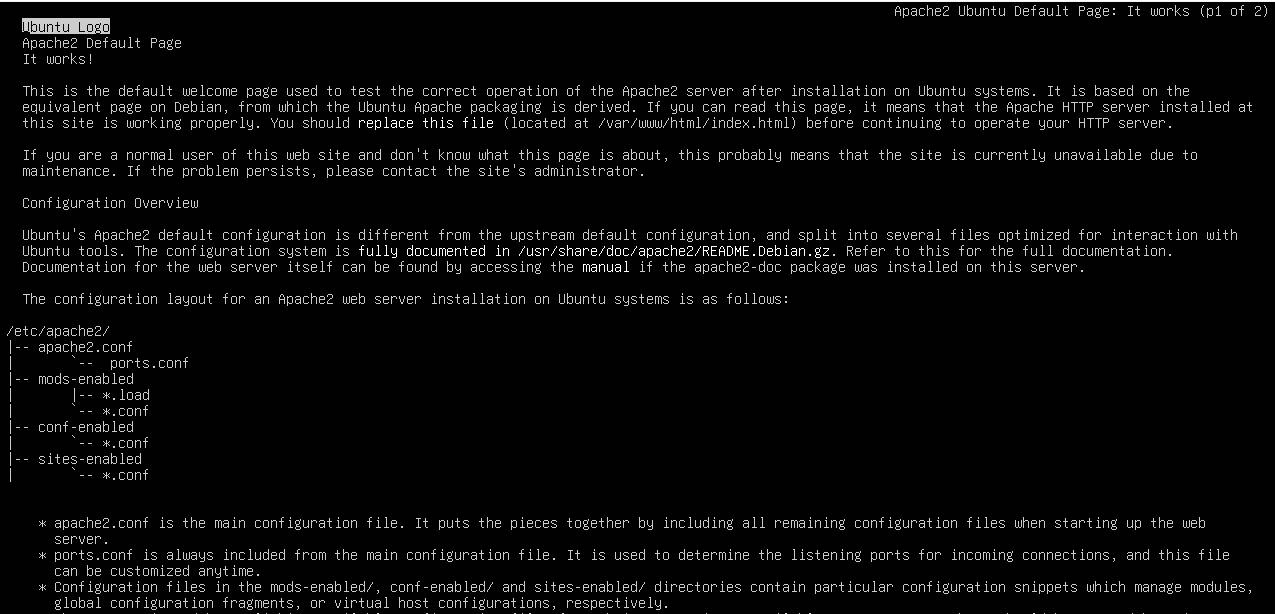 Apache2 Ubuntu Default Page: It works (p1 of 2)
Ubuntu Logo
Apache2 Default Page
It works!
This is the default welcome page used to test the correct operation of the Apache2 server after installation on Ubuntu systems. It is based on the
equivalent page on Debian, from which the Ubuntu Apache packaging is derived. If you can read this page, it means that the Apache HTTP server installed at
this site is working properly. You should replace this file (located at /var/www/html/index.html) before continuing to operate your HTTP server.
If you are a normal user of this web site and don't know what this page is about, this probably means that the site is currently unavailable due to
maintenance. If the problem persists, please contact the site's administrator.
Configuration Overview
Ubuntu's Apache2 default configuration is different from the upstream default configuration, and split into several files optimized for interaction with
Ubuntu tools. The configuration system is fully documented in /usr/share/doc/apache2/README.Debian.gz. Refer to this for the full documentation.
Documentation for the web server itself can be found by accessing the manual if the apache2-doc package was installed on this server.
The configuration layout for an Apache2 web server installation on Ubuntu systems is as follows:
/etc/apache2/
|-- apache2.conf
|       `--  ports.conf
|-- mods-enabled
|       |-- *.load
|       `-- *.conf
|-- conf-enabled
|       `-- *.conf
|-- sites-enabled
|       `-- *.conf
* apache2.conf is the main configuration file. It puts the pieces together by including all remaining configuration files when starting up the web
server.
* ports.conf is always included from the main configuration file. It is used to determine the listening ports for incoming connections, and this file
can be customized anytime.
* Configuration files in the mods-enabled/, conf-enabled/ and sites-enabled/ directories contain particular configuration snippets which manage modules,
global configuration fragments, or virtual host configurations, respectively.